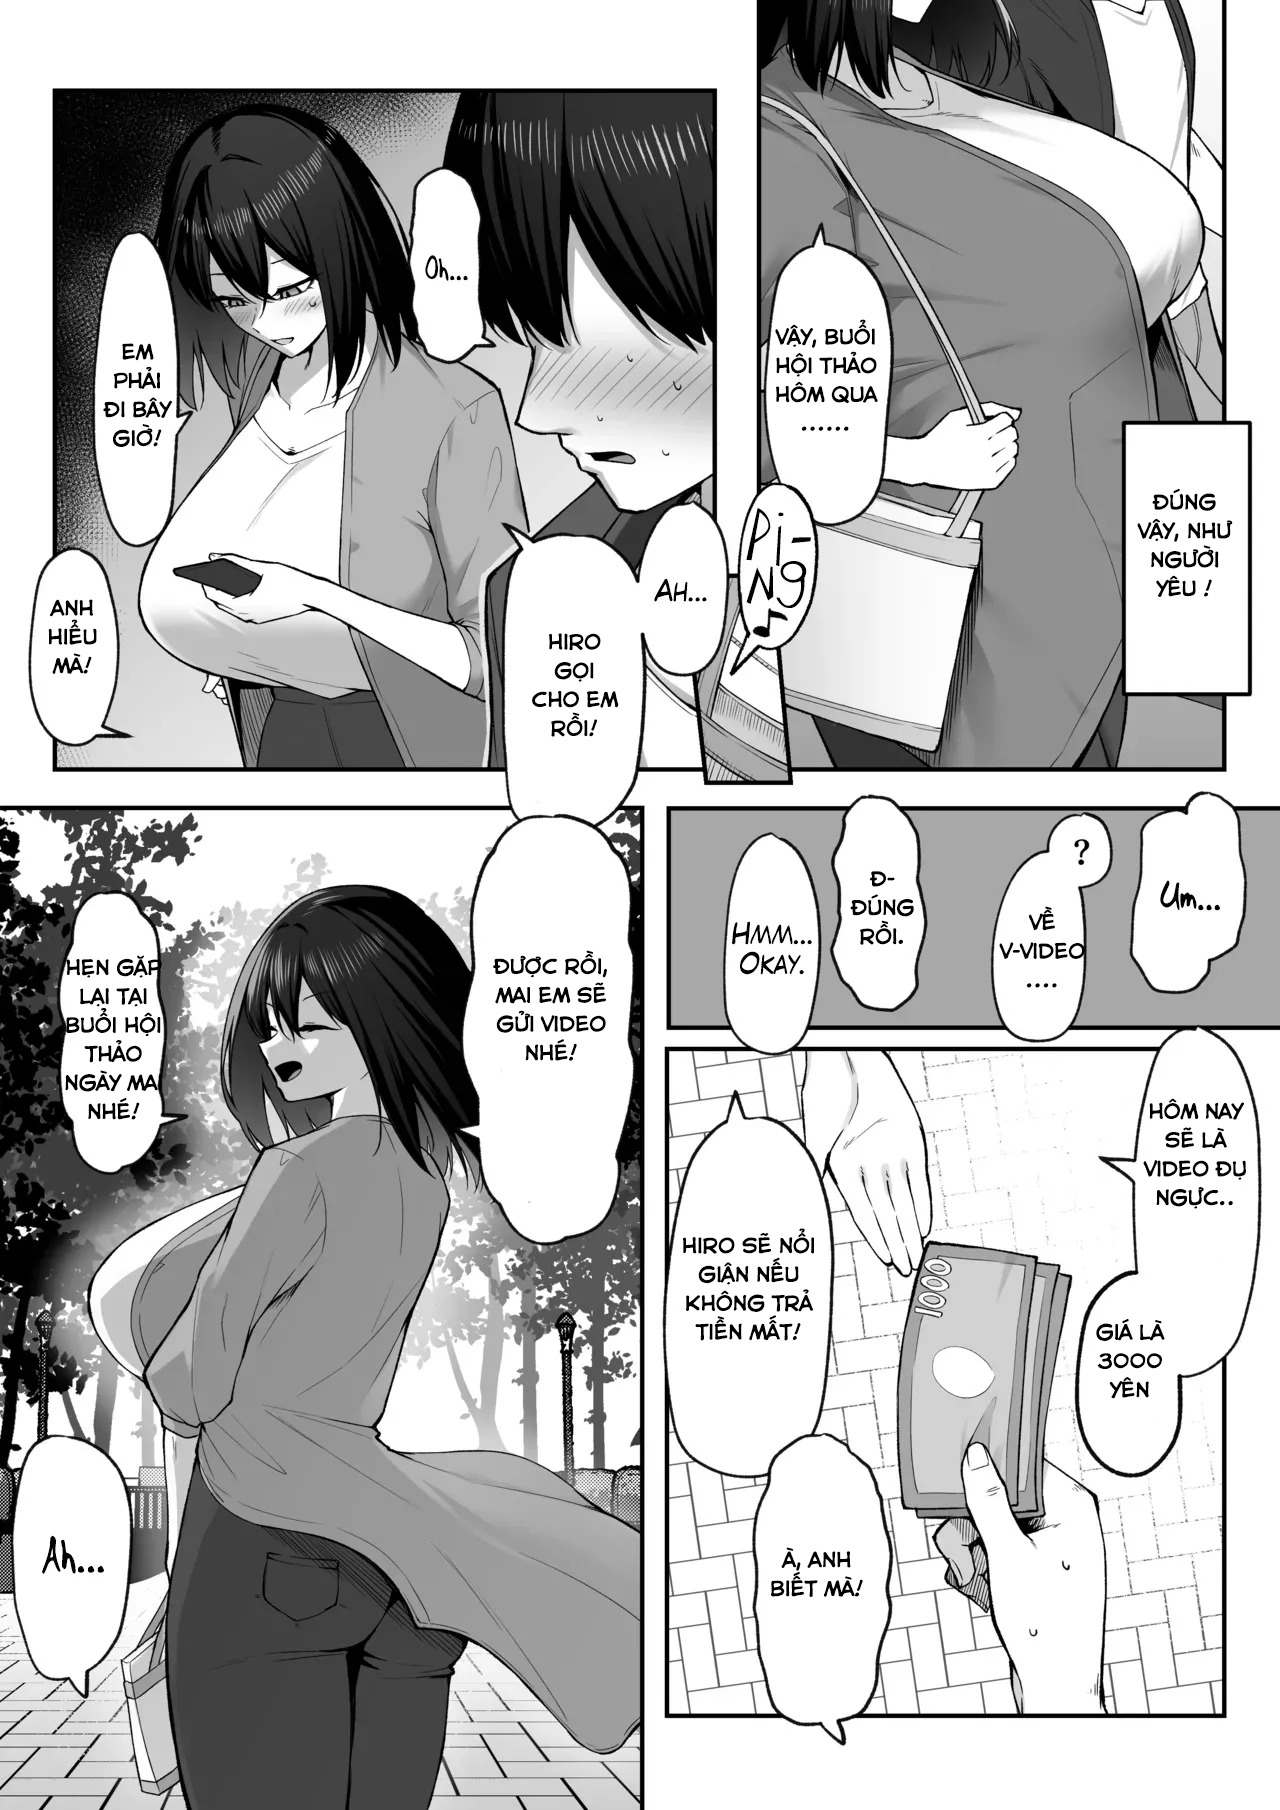 VẬY, BUỔI
HỘI THẢO
HÔM QUA
......
ĐÚNG
VẬY, NHƯ
NGƯỜI
YÊU !
Pi-
NG
♪
Oh...
Ah...
HIRO
GỌI
CHO EM
RỒI!
EM
PHẢI
ĐI BÂY
GIỜ!
ANH
HIỂU
MÀ!
Um...
?
VỀ
V-VIDEO
....
Đ-
ĐÚNG
RỒI.
HMM...
OKAY.
HÔM NAY
SẼ LÀ
VIDEO ĐỤ
NGỰC..
GIÁ LÀ
3000
YÊN
1000
HIRO SẼ NỔI
GIẬN NẾU
KHÔNG TRẢ
TIỀN MẤT!
À, ANH
BIẾT MÀ!
ĐƯỢC RỒI,
MAI EM SẼ
GỬI VIDEO
NHÉ!
HẸN GẶP
LẠI TẠI
BUỔI HỘI
THẢO
NGÀY MAI
NHÉ!
Ah...